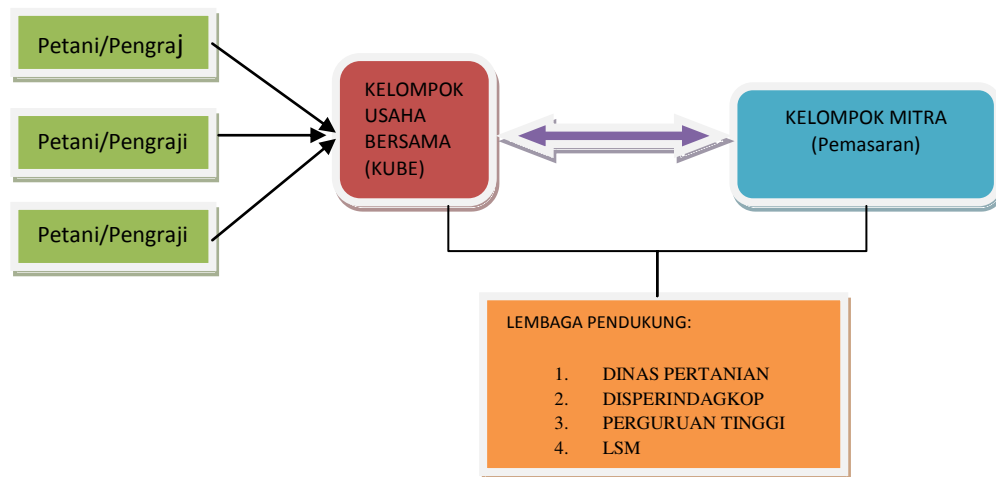 Petani/Pengraj
Petani/Pengraji
Petani/Pengraji
KELOMPOK
USAHA
BERSAMA
(KUBE)
KELOMPOK MITRA
(Pemasaran)
LEMBAGA PENDUKUNG:
1. DINAS PERTANIAN
2. DISPERINDAGKOP
3. PERGURUAN TINGGI
4. LSM